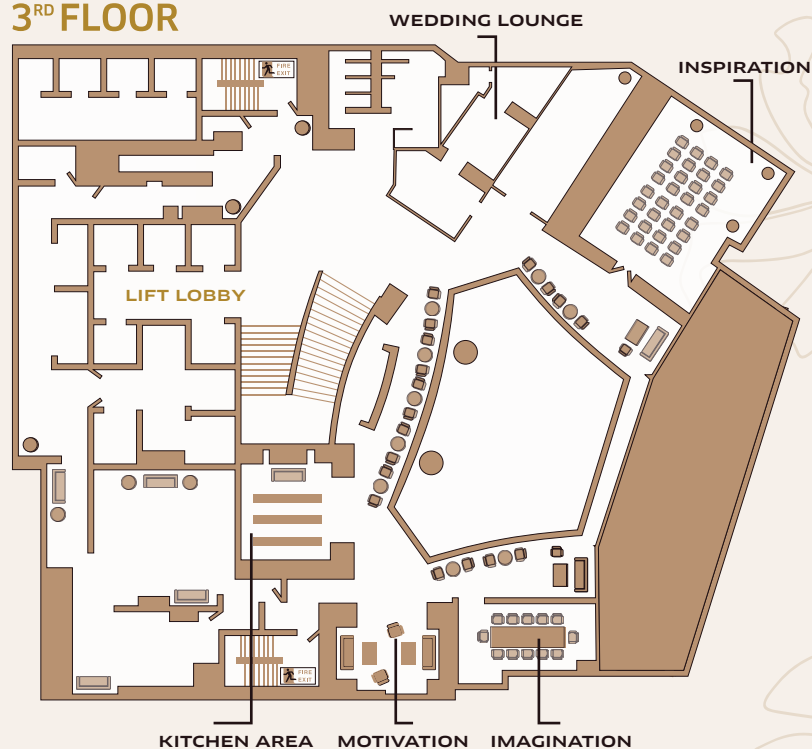 3RD FLOOR
WEDDING LOUNGE
INSPIRATION
FIRE
EXIT
LIFT LOBBY
FIRE
EXIT
KITCHEN AREA
MOTIVATION
IMAGINATION